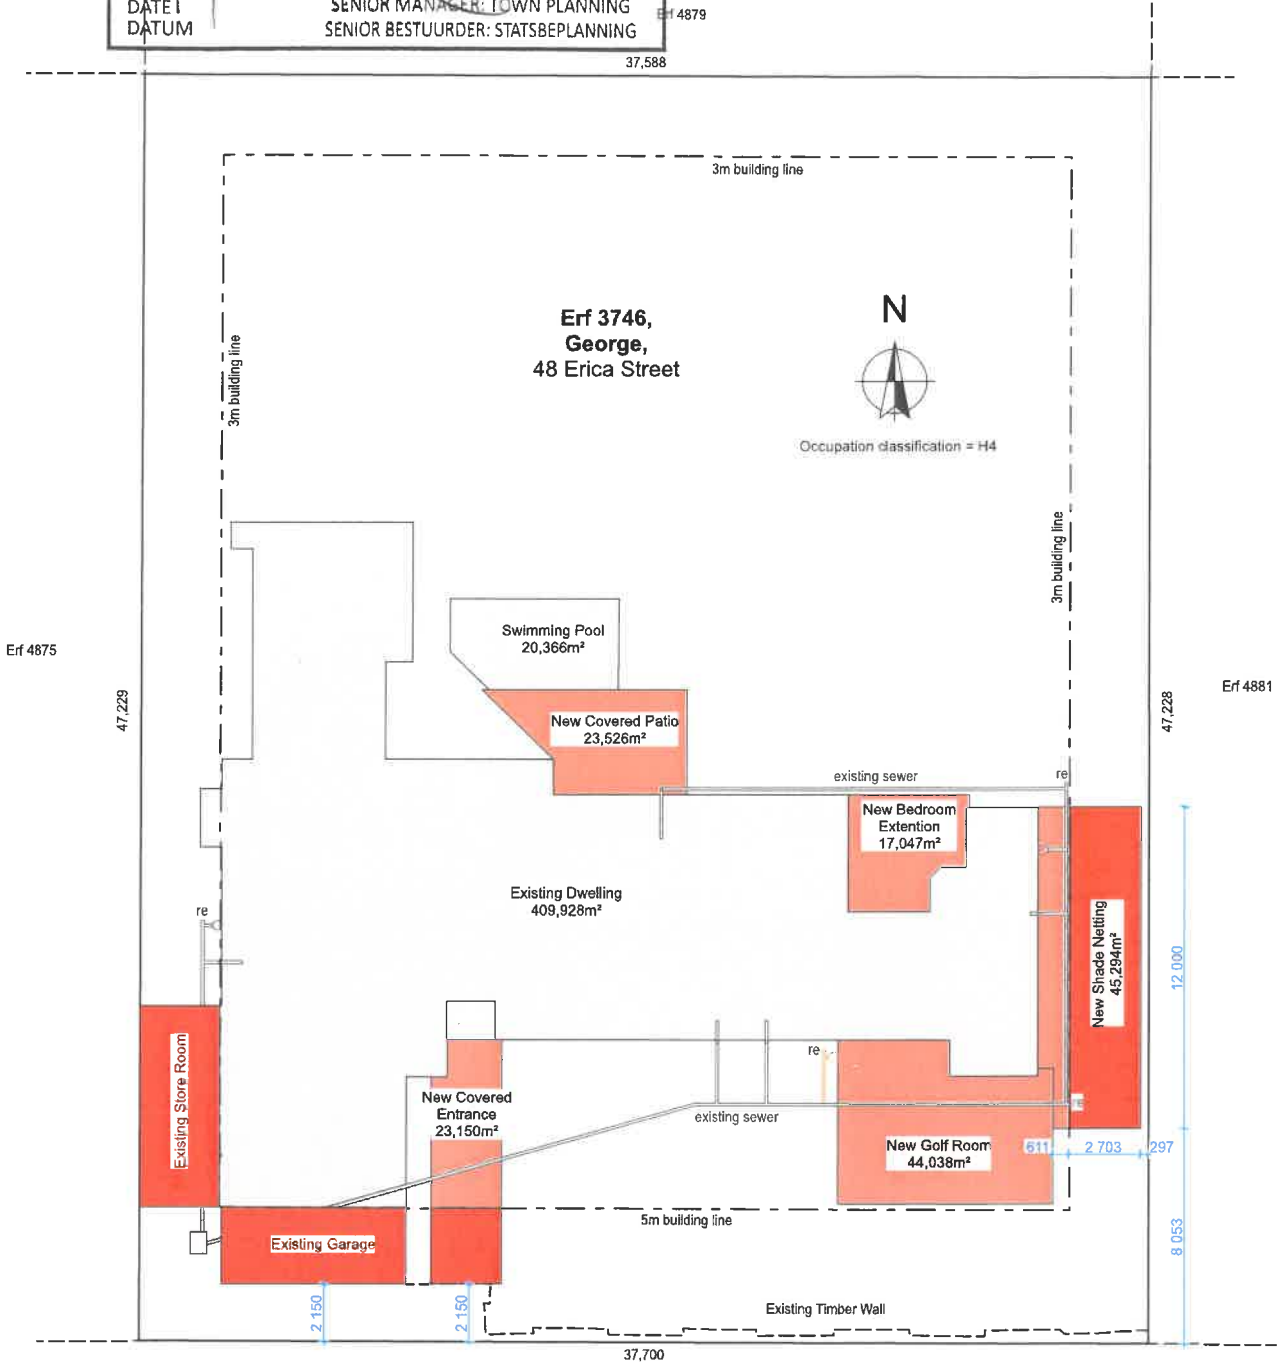 DATE
SENIOR MANAGER: TOWN PLANNING
DATUM
SENIOR BESTUURDER: STATSBEPLANNING
Erf 4879
37,588
3m building line
Erf 3746,
George,
48 Erica Street
N
Occupation classification = H4
3m building line
3m building line
Erf 4875
47,229
Swimming Pool
20,366m²
New Covered Patio
23,526m²
47,228
Erf 4881
existing sewer
re
New Bedroom
Extention
17,047m²
Existing Dwelling
409,928m²
re
New Shade Netting
45,294m²
12 000
Existing Store Room
re
New Covered
Entrance
23,150m²
existing sewer
re
New Golf Room
44,038m²
611
2 703
297
5m building line
Existing Garage
8 053
2 150
2 150
Existing Timber Wall
37,700